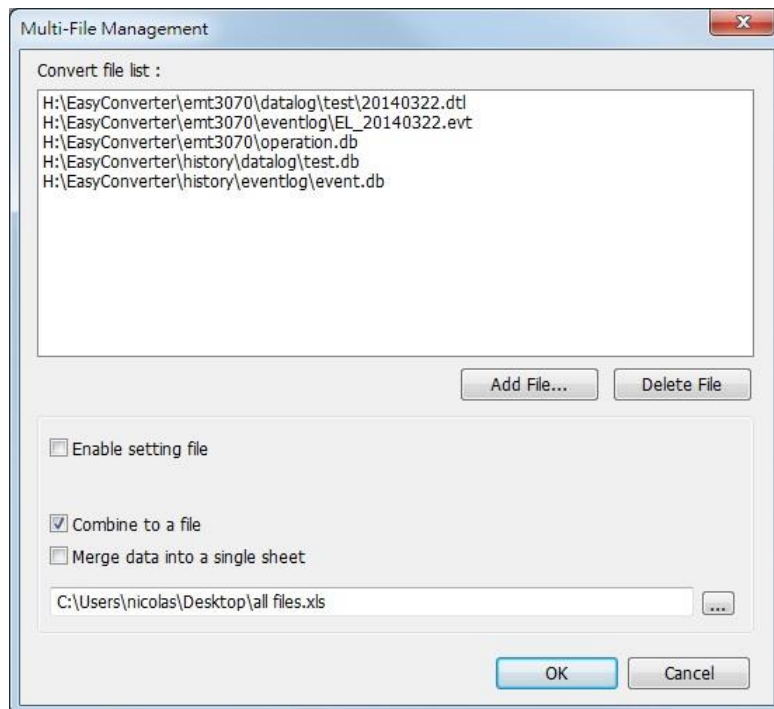 Multi-File Management
Convert file list :
H:\EasyConverter\emt3070\datalog\test\20140322.dtl
H:\EasyConverter\emt3070\eventlog\EL_20140322.evt
H:\EasyConverter\emt3070\operation.db
H:\EasyConverter\history\datalog\test.db
H:\EasyConverter\history\eventlog\event.db
Add File... Delete File
Enable setting file
Combine to a file
Merge data into a single sheet
C:\Users\nicolas\Desktop\all files.xls ...
OK Cancel